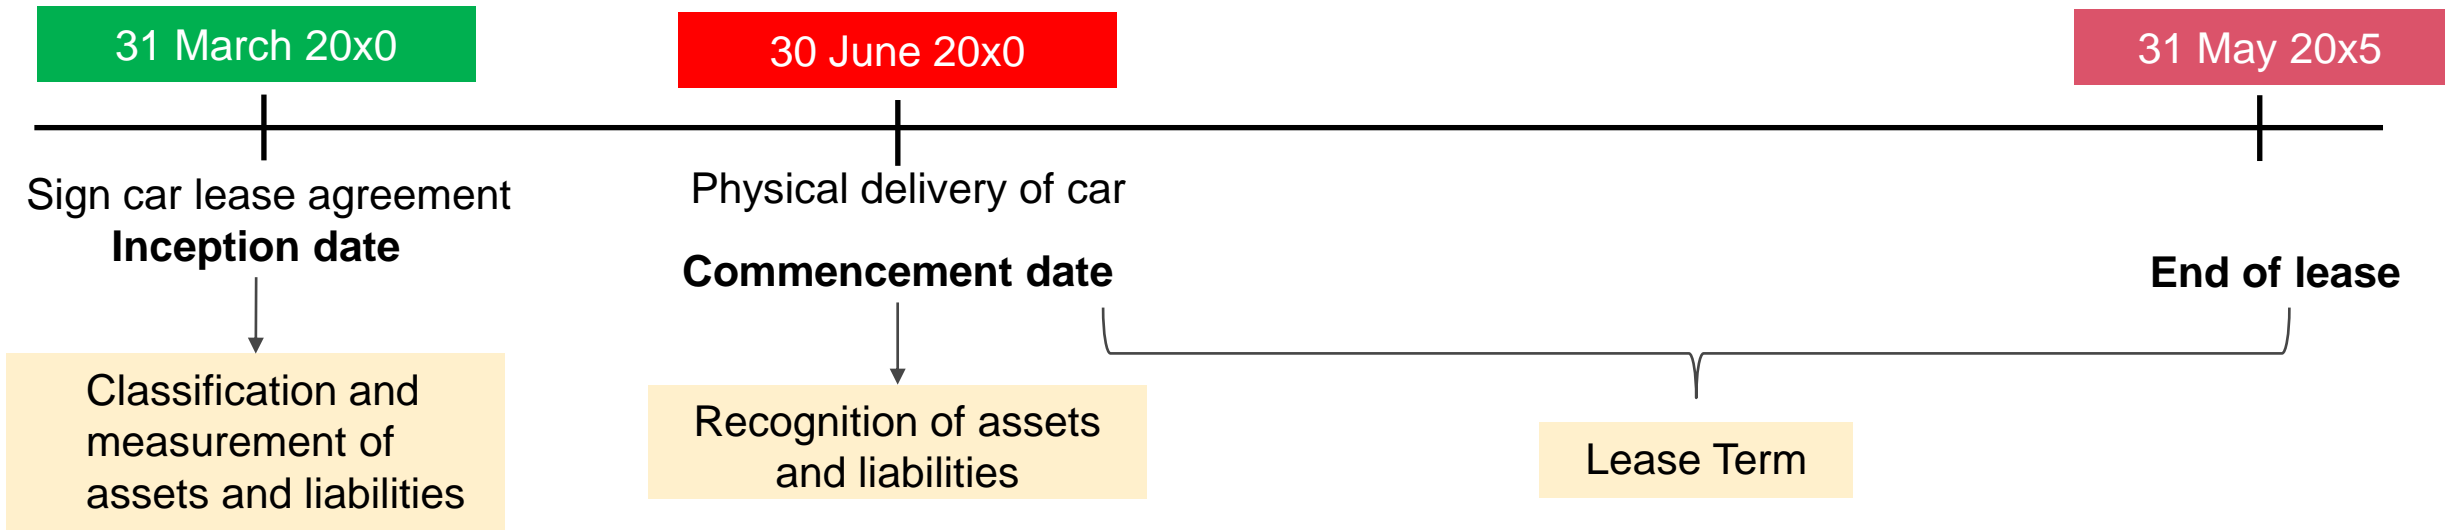 31 March 20x0
30 June 20x0
31 May 20x5
Sign car lease agreement
Inception date
Physical delivery of car
Commencement date
End of lease
Classification and
measurement of
assets and liabilities
Recognition of assets
and liabilities
Lease Term